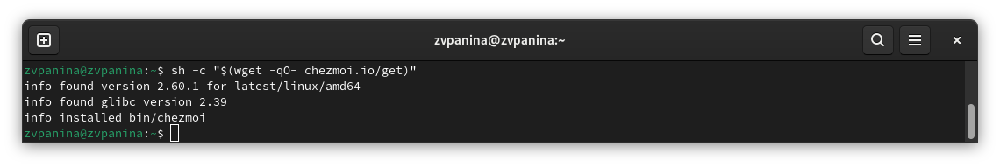 zvpanina@zvpanina:~
zvpanina@zvpanina:~$ sh -c "$(wget -qO- chezmoi.io/get)"
info found version 2.60.1 for latest/linux/amd64
info found glibc version 2.39
info installed bin/chezmoi
zvpanina@zvpanina:~$